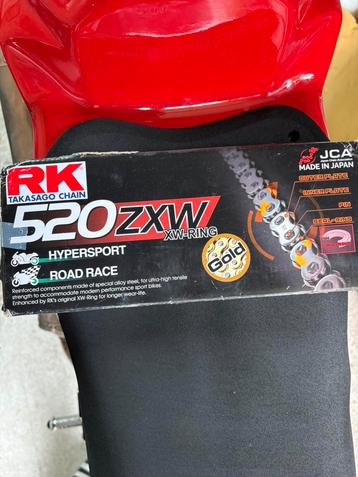 RK
TAKASAGO CHAIN
520ZXW
XW-RING
HYPERSPORT
ROAD RACE
Reinforced components made of special alloy steel, for ultra-high tensile
strength to accommodate modern performance sport bikes.
Enhanced by RK's original XW-Ring for longer wear-life.
Gold
JCA
MADE IN JAPAN
OUTER PLATE
INNER PLATE
PIN
SEAL-RING